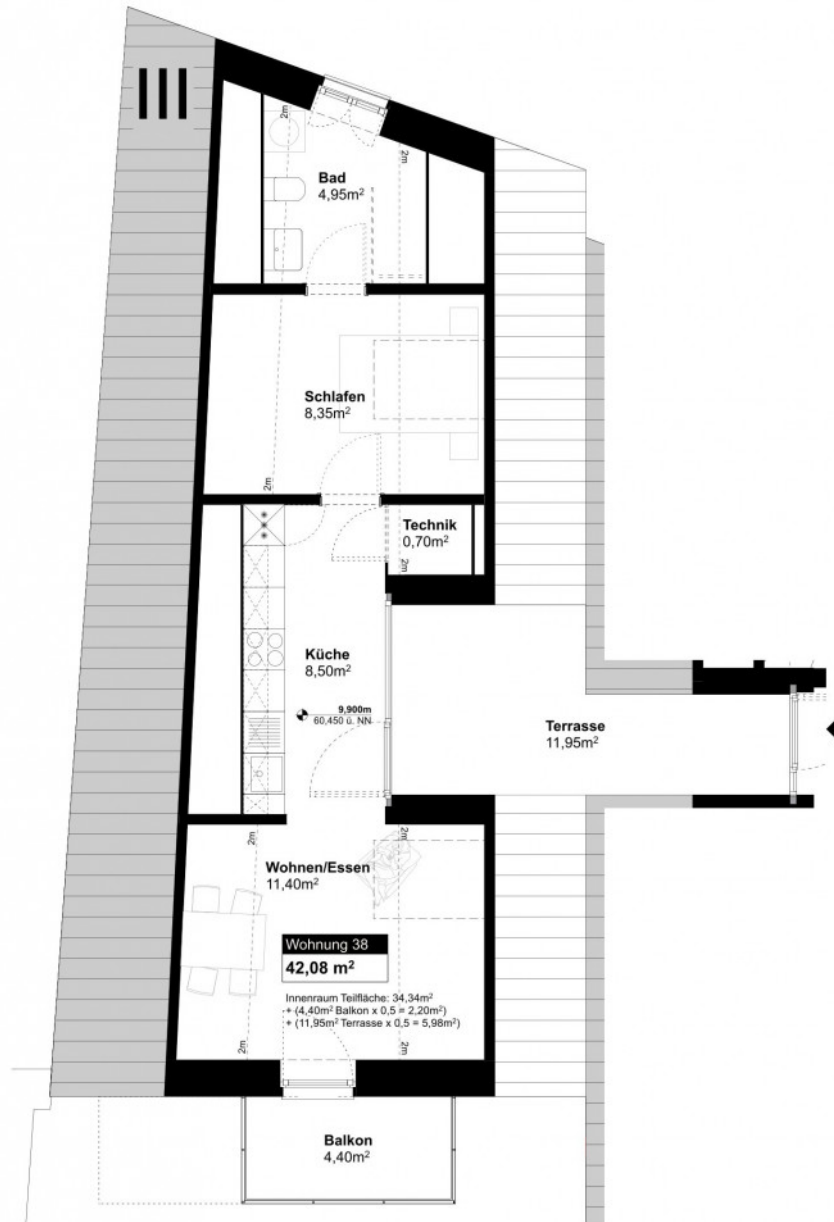 2m
2m
Bad
4,95m²
Schlafen
8,35m²
2m
Technik
0,70m²
2m
Küche
8,50m²
9,900m
60,450 ü. NN
Terrasse
11,95m²
2m
2m
Wohnen/Essen
11,40m²
Wohnung 38
42,08 m²
Innenraum Teilfläche: 34,34m²
+ (4,40m² Balkon x 0,5 = 2,20m²)
+ (11,95m² Terrasse x 0,5 = 5,98m²)
2m
2m
Balkon
4,40m²